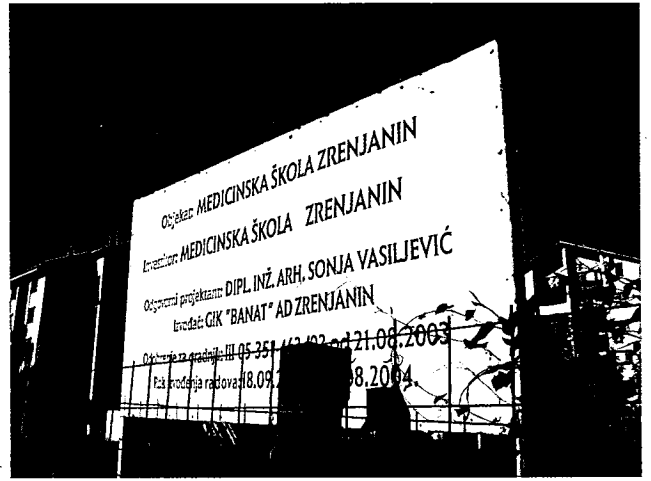 Objekat: MEDICINSKA ŠKOLA ZRENJANIN
Investitor: MEDICINSKA ŠKOLA ZRENJANIN
Odgovorni projektant: DIPL. INŽ. ARH. SONJA VASILJEVIĆ
Izvođač: GIK "BANAT" AD ZRENJANIN
Odobrenje za gradnju: III 05-351 od 21.08.2003
Rok izvođenja radova: 18.09. 08.2004.